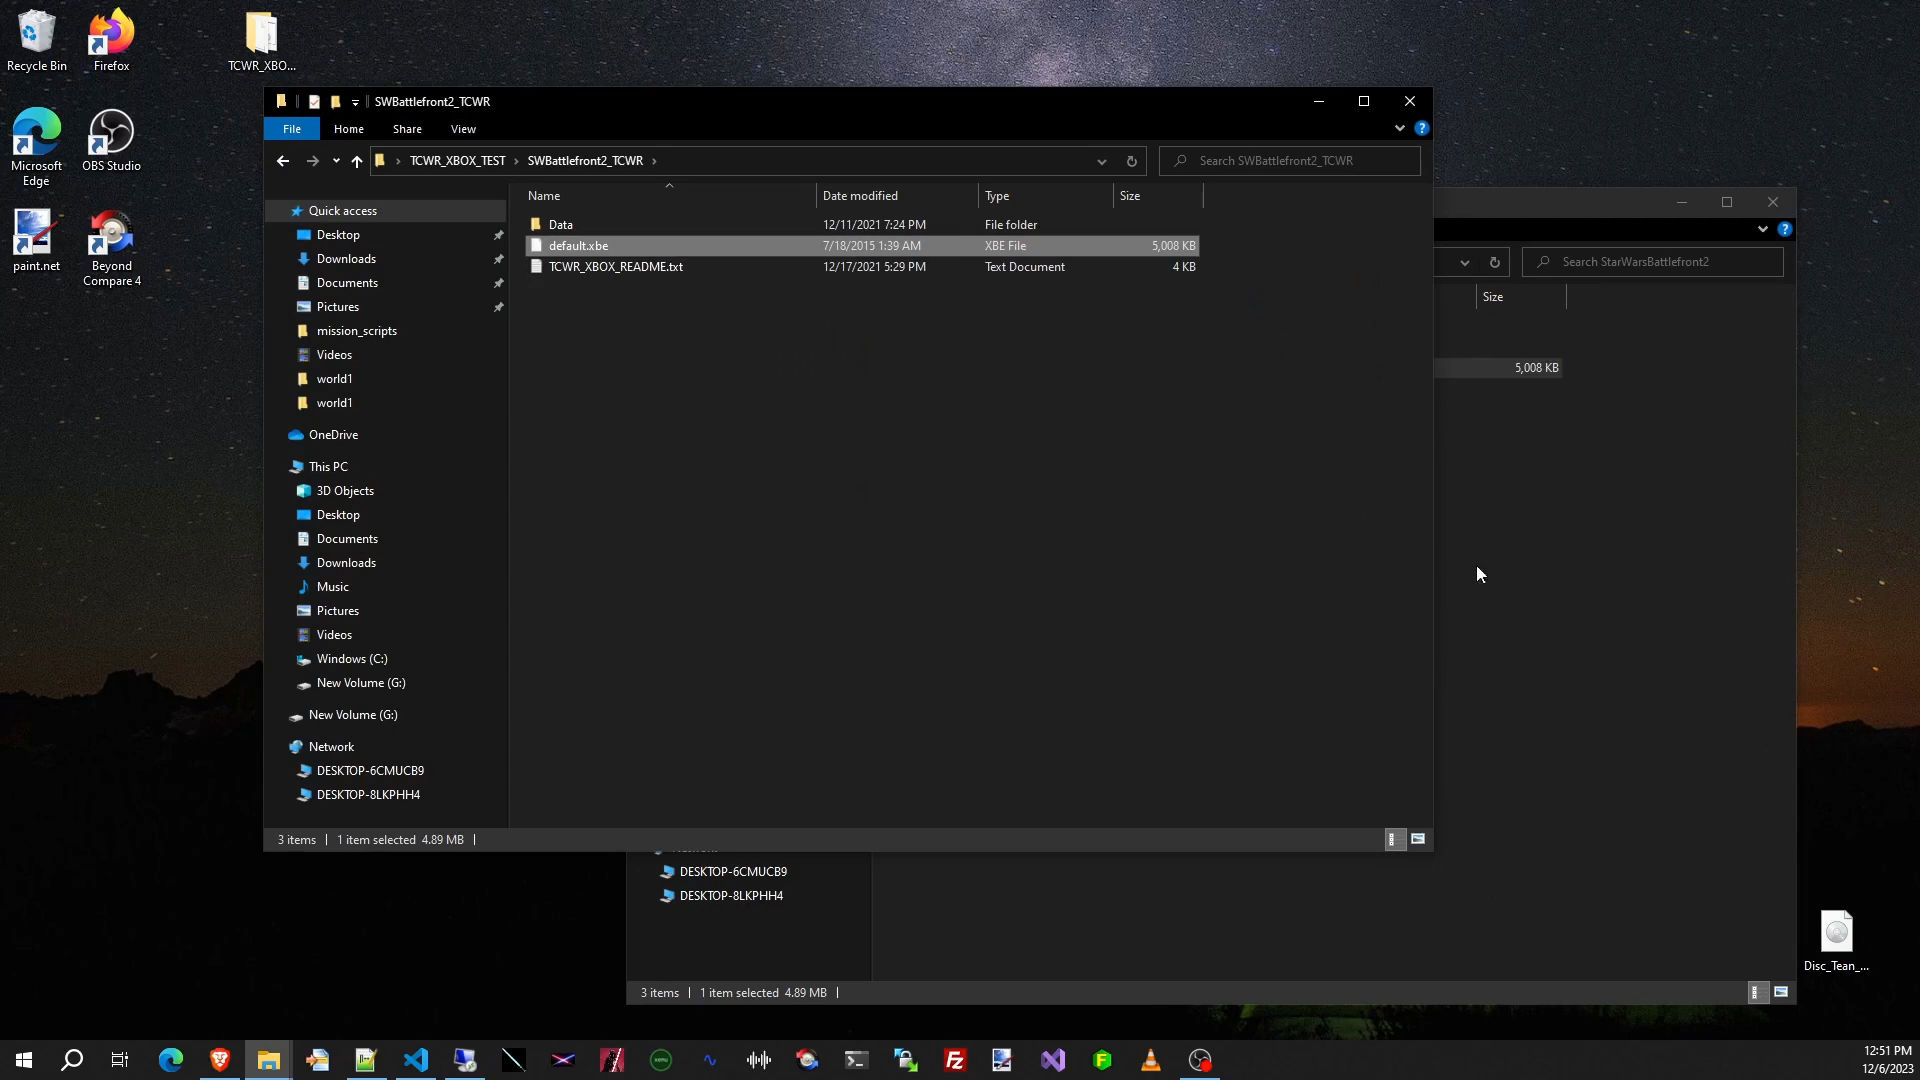 Recycle Bin
Firefox
TCWR_XBO...
Microsoft
Edge
OBS Studio
paint.net
Beyond
Compare 4
SWBattlefront2_TCWR
File
Home
Share
View
TCWR_XBOX_TEST
SWBattlefront2_TCWR
Search SWBattlefront2_TCWR
Name
Date modified
Type
Size
Data
12/11/2021 7:24 PM
File folder
default.xbe
7/18/2015 1:39 AM
XBE File
5,008 KB
TCWR_XBOX_README.txt
12/17/2021 5:29 PM
Text Document
4 KB
Quick access
Desktop
Downloads
Documents
Pictures
mission_scripts
Videos
world1
world1
OneDrive
This PC
3D Objects
Desktop
Documents
Downloads
Music
Pictures
Videos
Windows (C:)
New Volume (G:)
New Volume (G:)
Network
DESKTOP-6CMUCB9
DESKTOP-8LKPHH4
3 items
1 item selected 4.89 MB
Search StarWarsBattlefront2
Size
5,008 KB
DESKTOP-6CMUCB9
DESKTOP-8LKPHH4
3 items
1 item selected 4.89 MB
Disc_Tean_...
12:51 PM
12/6/2023